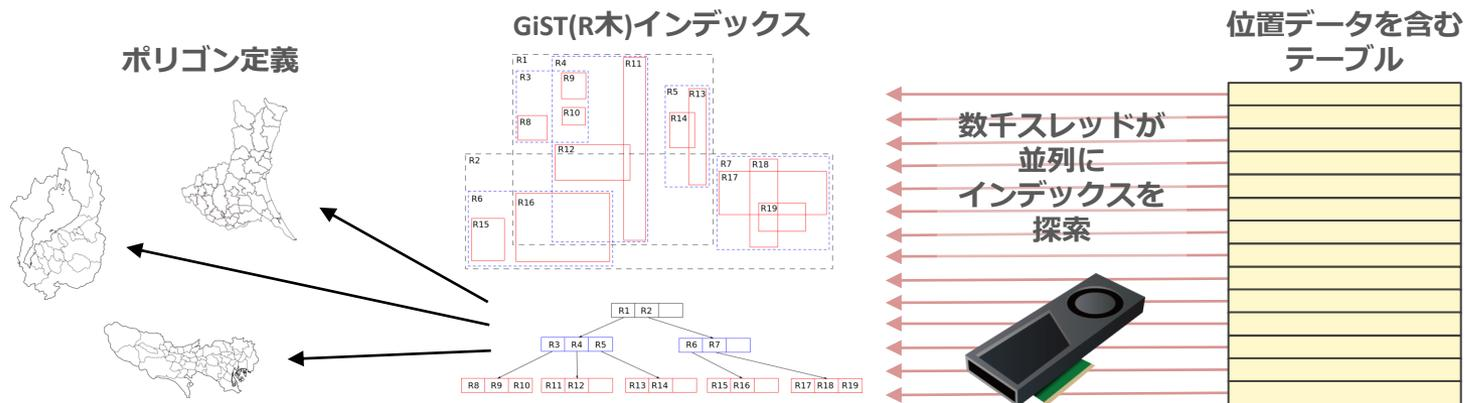 ポリゴン定義
GiST(R木)インデックス
位置データを含む
テーブル
数千スレッドが
並列に
インデックスを
探索
R1
R4
R11
R3
R9
R10
R8
R5
R13
R14
R12
R2
R7
R18
R17
R6
R16
R15
R19
R1 R2
R3 R4 R5
R6 R7
R8 R9 R10
R11 R12
R13 R14
R15 R16
R17 R18 R19